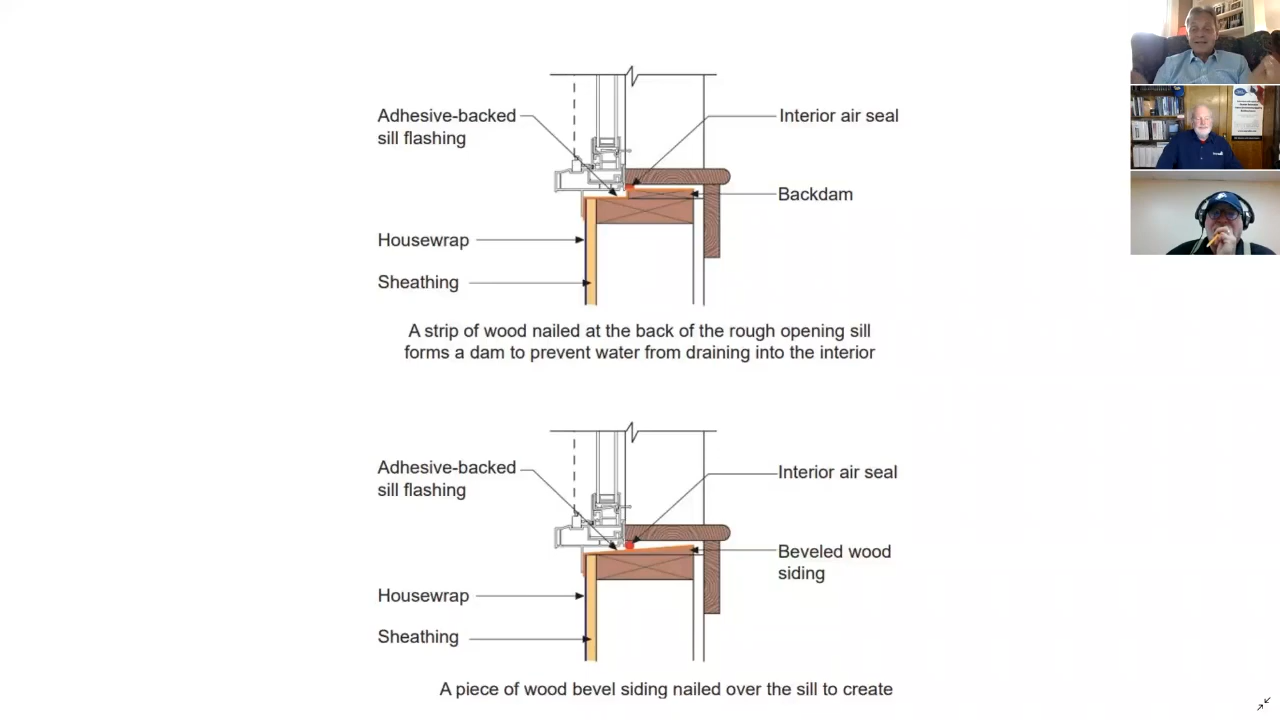 Adhesive-backed
sill flashing
Interior air seal
Backdam
Housewrap
Sheathing
A strip of wood nailed at the back of the rough opening sill
forms a dam to prevent water from draining into the interior
Adhesive-backed
sill flashing
Interior air seal
Beveled wood
siding
Housewrap
Sheathing
A piece of wood bevel siding nailed over the sill to create